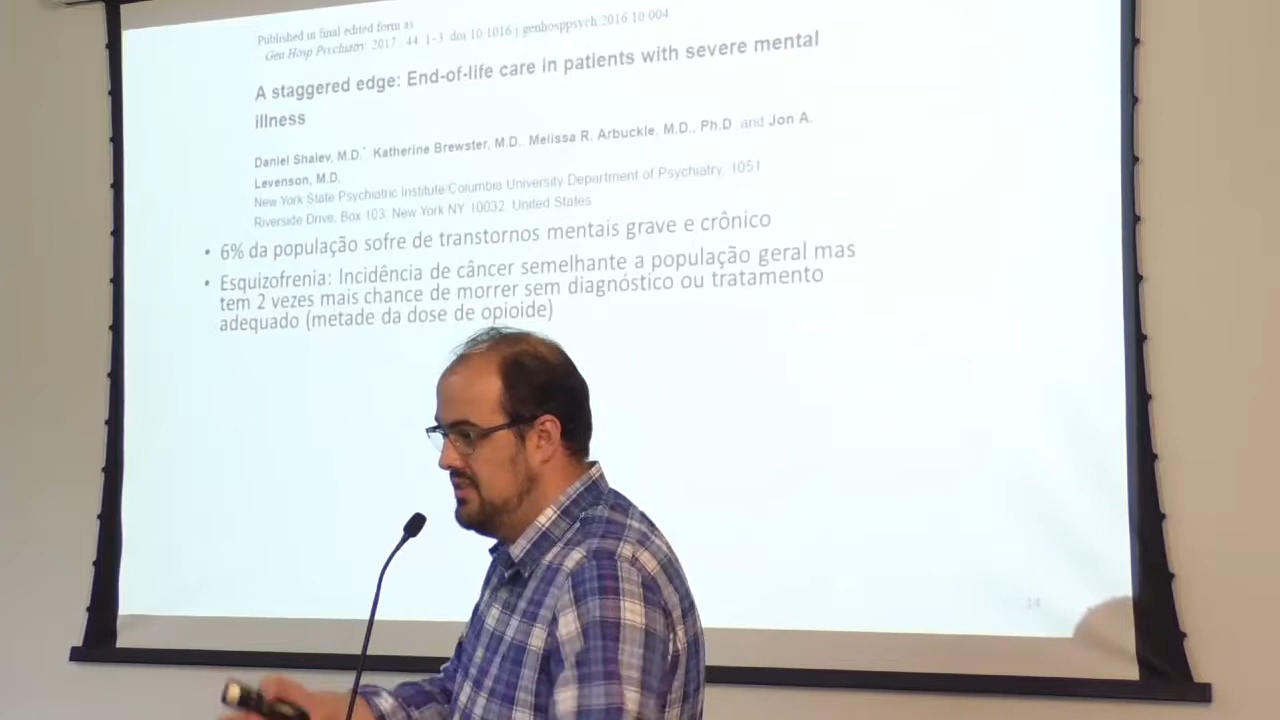 Published in final edited form as
Gen Hosp Psychiatry. 2017 ; 44: 1–3. doi:10.1016/j.genhosppsych.2016.10.004.
A staggered edge: End-of-life care in patients with severe mental
illness
Daniel Shalev, M.D.*, Katherine Brewster, M.D., Melissa R. Arbuckle, M.D., Ph.D. and Jon A.
Levenson, M.D.
New York State Psychiatric Institute/Columbia University Department of Psychiatry, 1051
Riverside Drive, Box 103, New York NY 10032, United States
• 6% da população sofre de transtornos mentais grave e crônico
• Esquizofrenia: Incidência de câncer semelhante a população geral mas
tem 2 vezes mais chance de morrer sem diagnóstico ou tratamento
adequado (metade da dose de opioide)
14